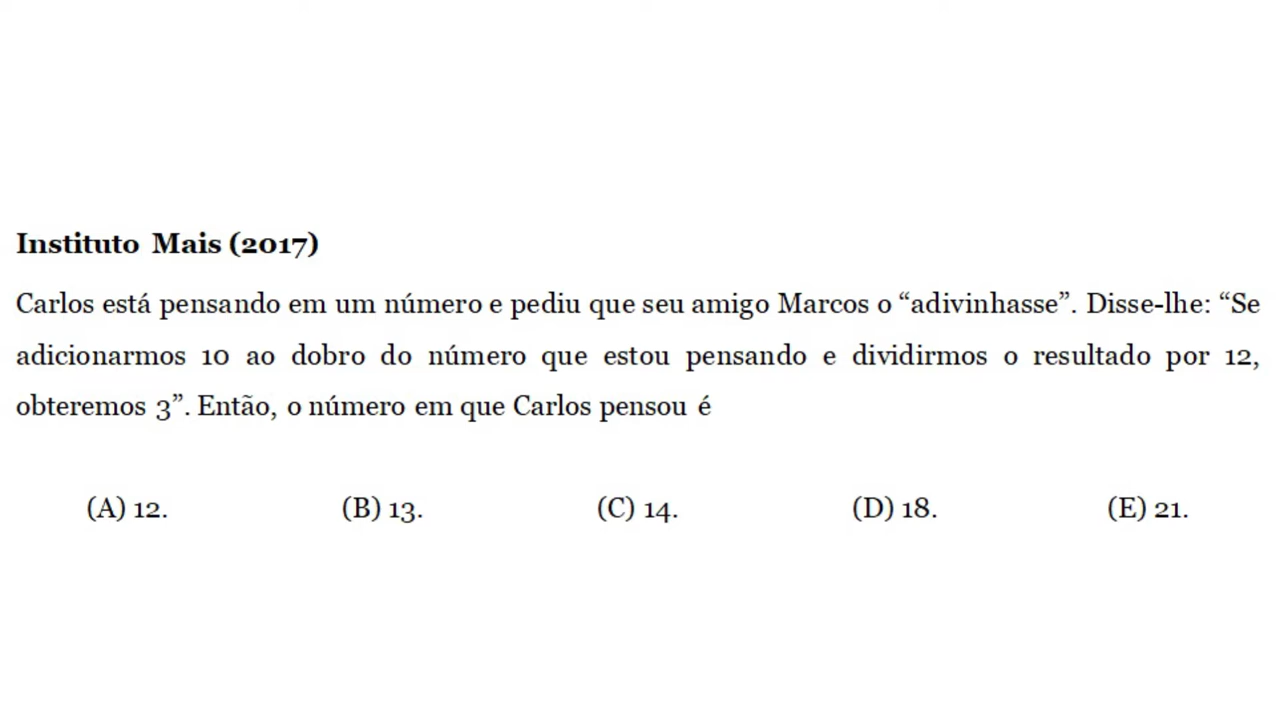 Instituto Mais (2017)
Carlos está pensando em um número e pediu que seu amigo Marcos o “adivinhasse”. Disse-lhe: “Se
adicionarmos 10 ao dobro do número que estou pensando e dividirmos o resultado por 12,
obteremos 3”. Então, o número em que Carlos pensou é
(A) 12. (B) 13. (C) 14. (D) 18. (E) 21.